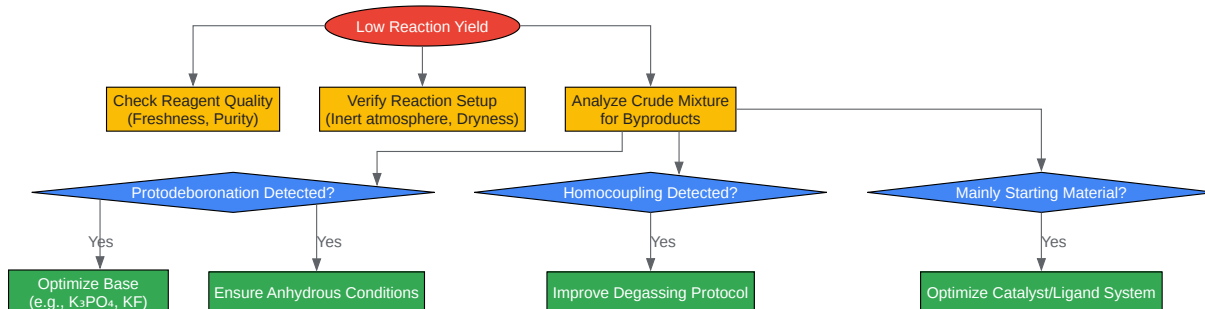 Low Reaction Yield
Check Reagent Quality
(Freshness, Purity)
Verify Reaction Setup
(Inert atmosphere, Dryness)
Analyze Crude Mixture
for Byproducts
Protodeboronation Detected?
Homocoupling Detected?
Mainly Starting Material?
Yes
Yes
Yes
Yes
Optimize Base
(e.g., K₃PO₄, KF)
Ensure Anhydrous Conditions
Improve Degassing Protocol
Optimize Catalyst/Ligand System